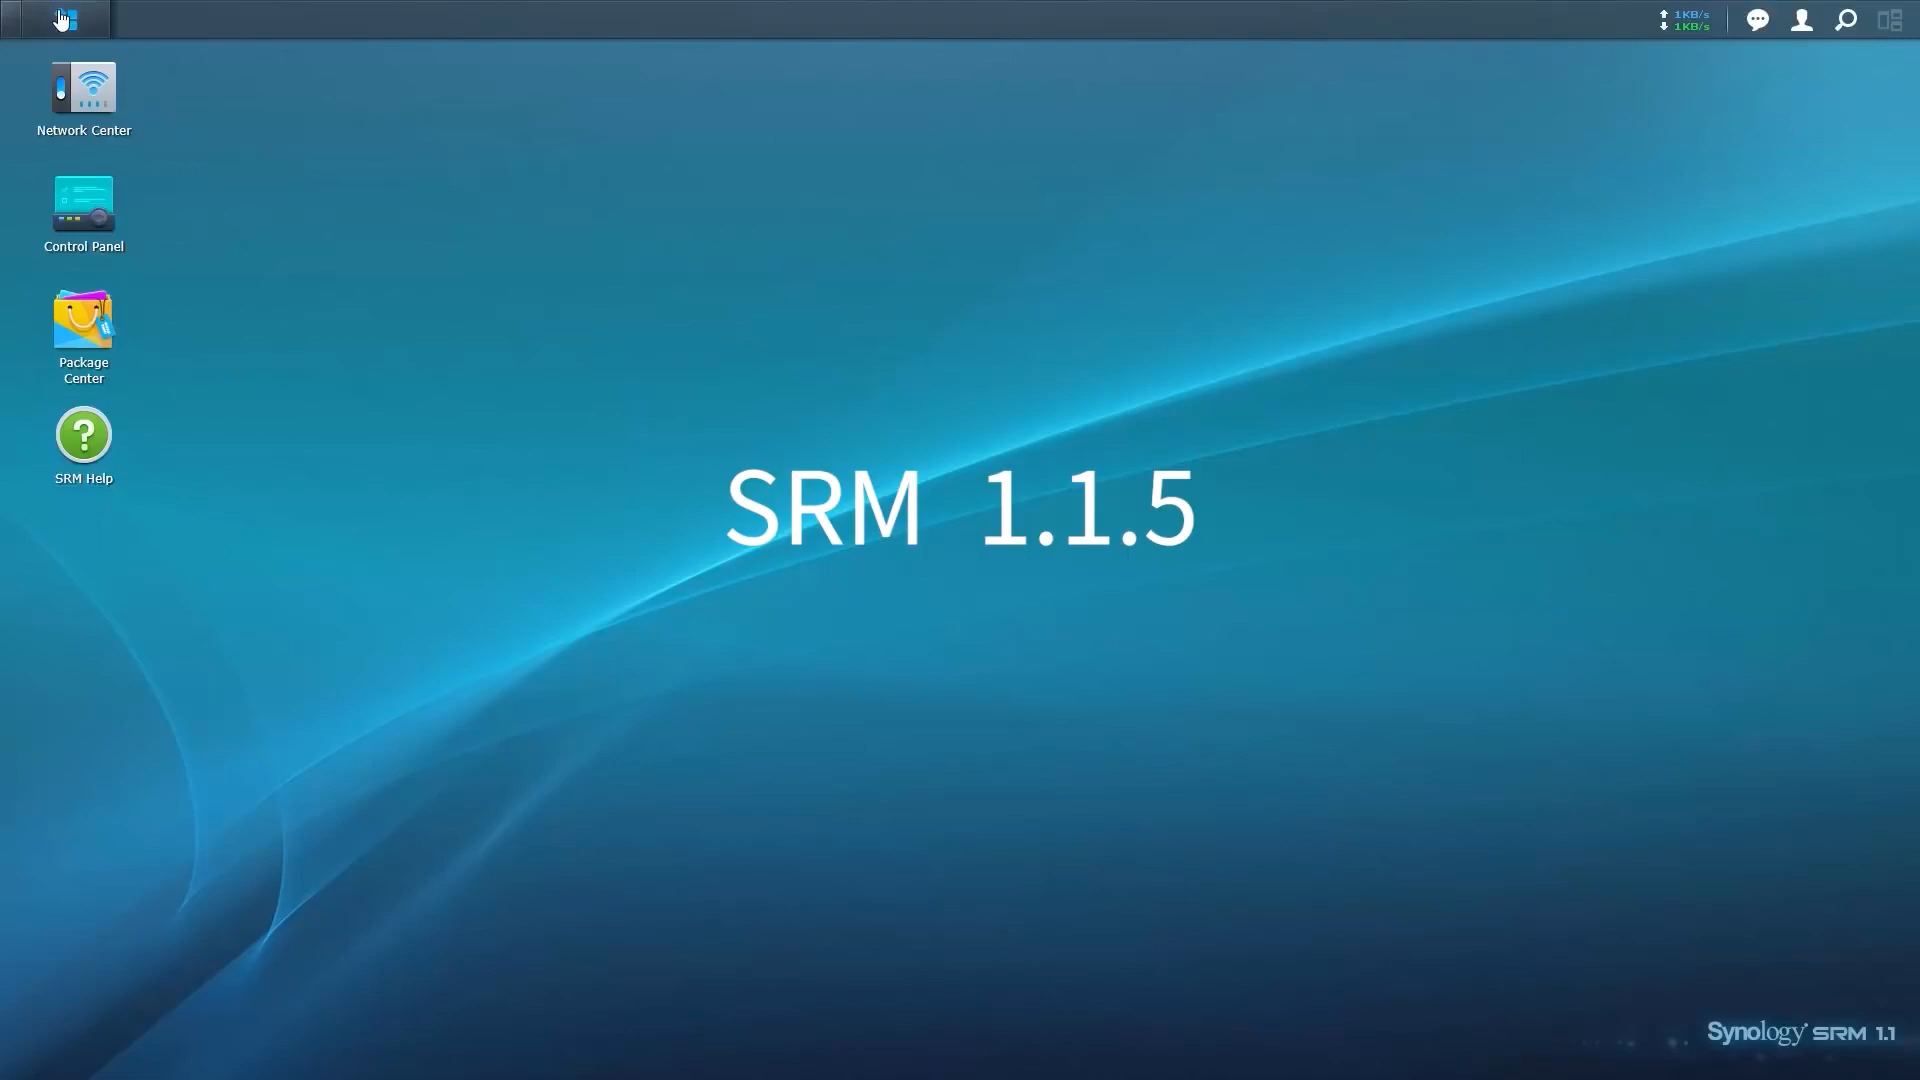 1KB/s
1KB/s
Network Center
Control Panel
Package
Center
SRM Help
SRM 1.1.5
Synology SRM 1.1